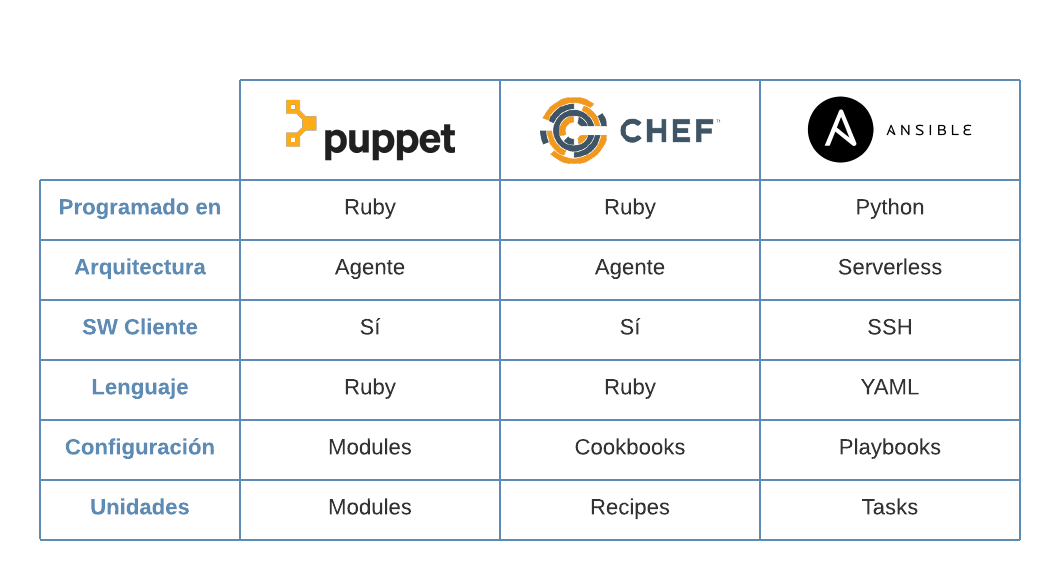 puppet CHEF™ ANSIBLE
Programado en Ruby Ruby Python
Arquitectura Agente Agente Serverless
SW Cliente Sí Sí SSH
Lenguaje Ruby Ruby YAML
Configuración Modules Cookbooks Playbooks
Unidades Modules Recipes Tasks